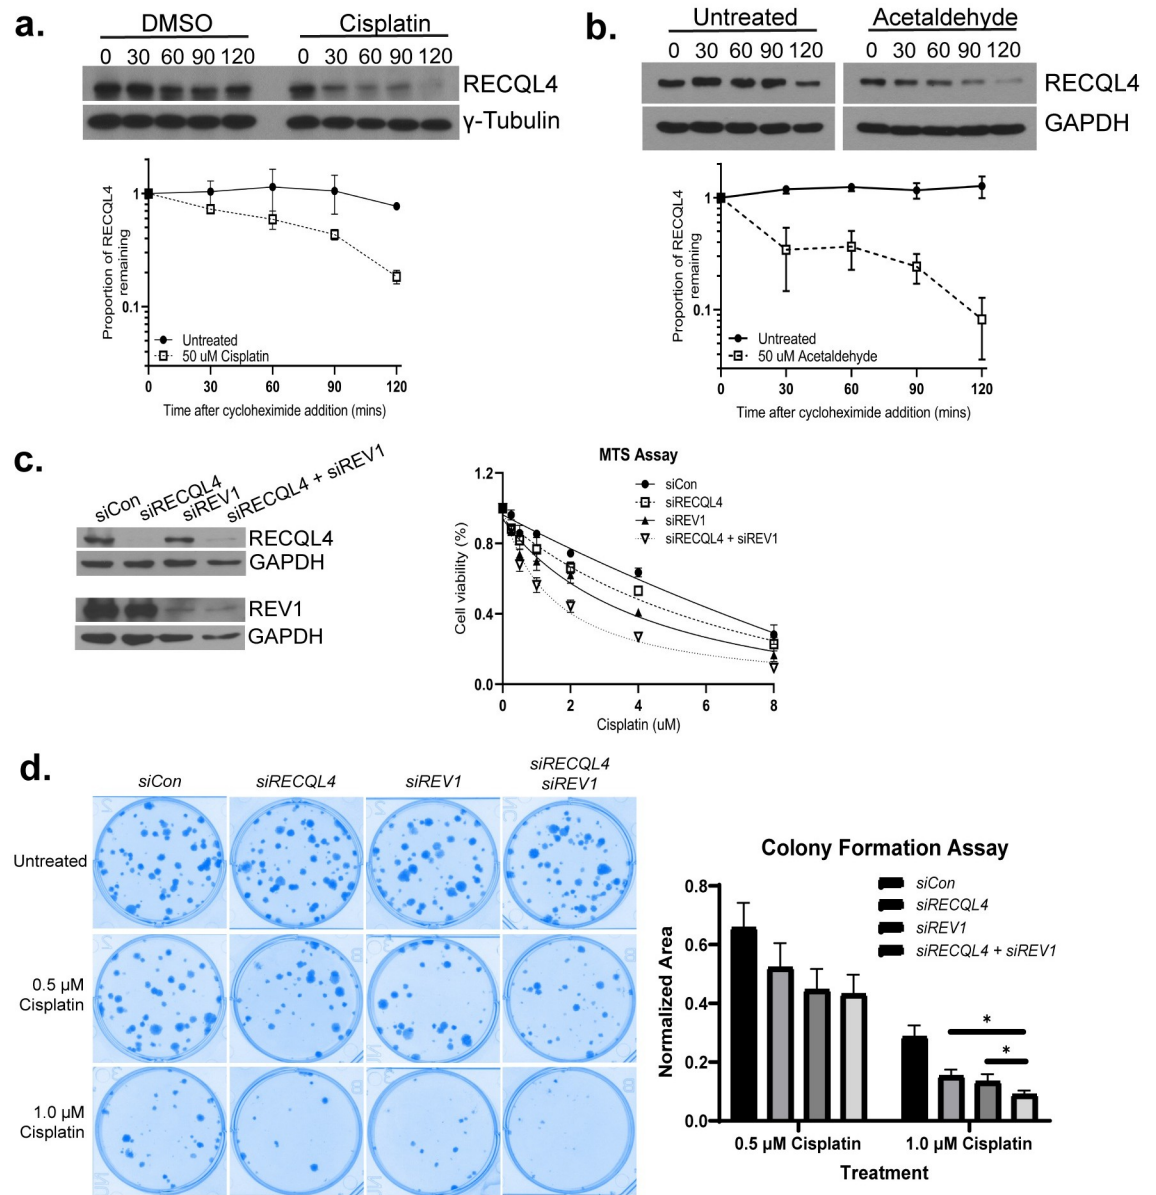 a.
DMSO Cisplatin
0 30 60 90 120 0 30 60 90 120
RECQL4
γ-Tubulin
Proportion of RECQL4
remaining
1
0.1
Untreated
50 uM Cisplatin
0 30 60 90 120
Time after cycloheximide addition (mins)
b.
Untreated Acetaldehyde
0 30 60 90 120 0 30 60 90 120
RECQL4
GAPDH
Proportion of RECQL4
remaining
1
0.1
Untreated
50 uM Acetaldehyde
0 30 60 90 120
Time after cycloheximide addition (mins)
c.
siCon
siRECQL4
siREV1
siRECQL4 + siREV1
RECQL4
GAPDH
REV1
GAPDH
MTS Assay
siCon
siRECQL4
siREV1
siRECQL4 + siREV1
Cell viability (%)
1.2
0.8
0.4
0.0
0 2 4 6 8
Cisplatin (uM)
d.
siCon siRECQL4 siREV1 siRECQL4
siREV1
Untreated
0.5 µM
Cisplatin
1.0 µM
Cisplatin
Colony Formation Assay
siCon
siRECQL4
siREV1
siRECQL4 + siREV1
Normalized Area
0.8
0.6
0.4
0.2
0.0
*
*
0.5 µM Cisplatin 1.0 µM Cisplatin
Treatment